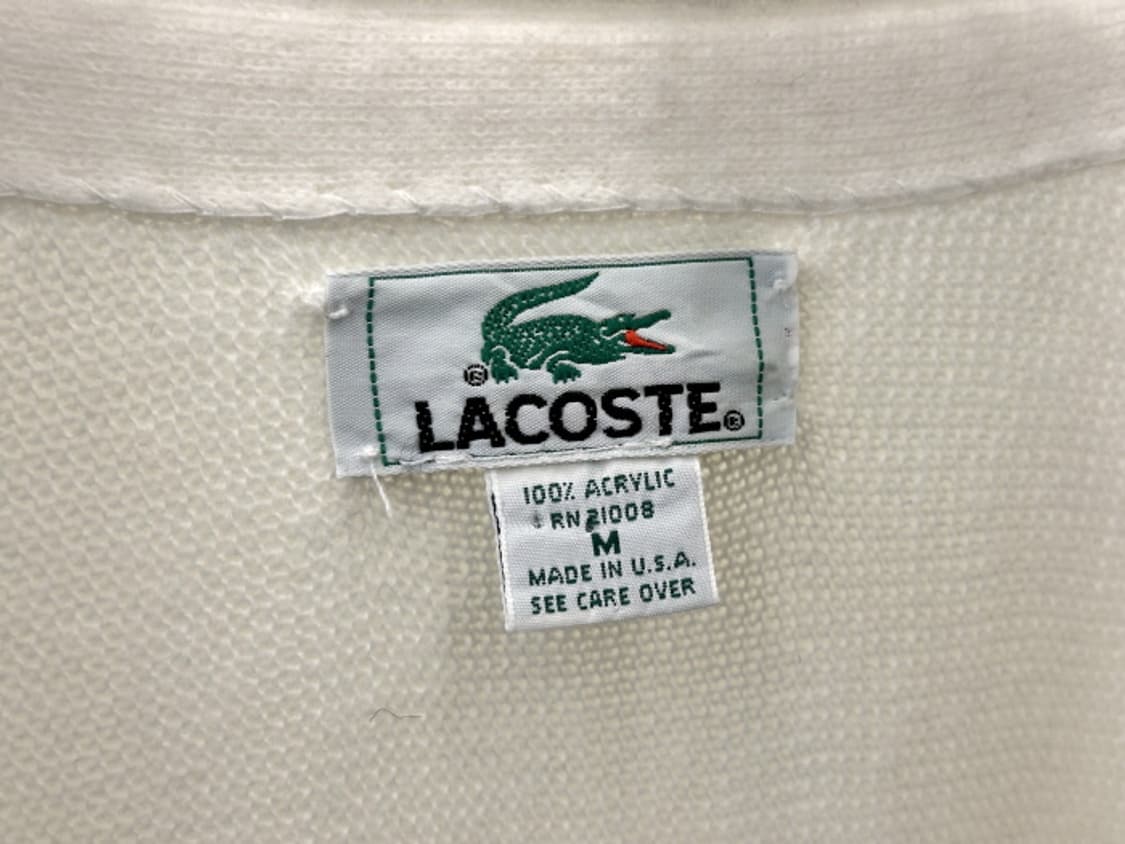 ®
LACOSTE®
100% ACRYLIC
RN 21008
M
MADE IN U.S.A.
SEE CARE OVER